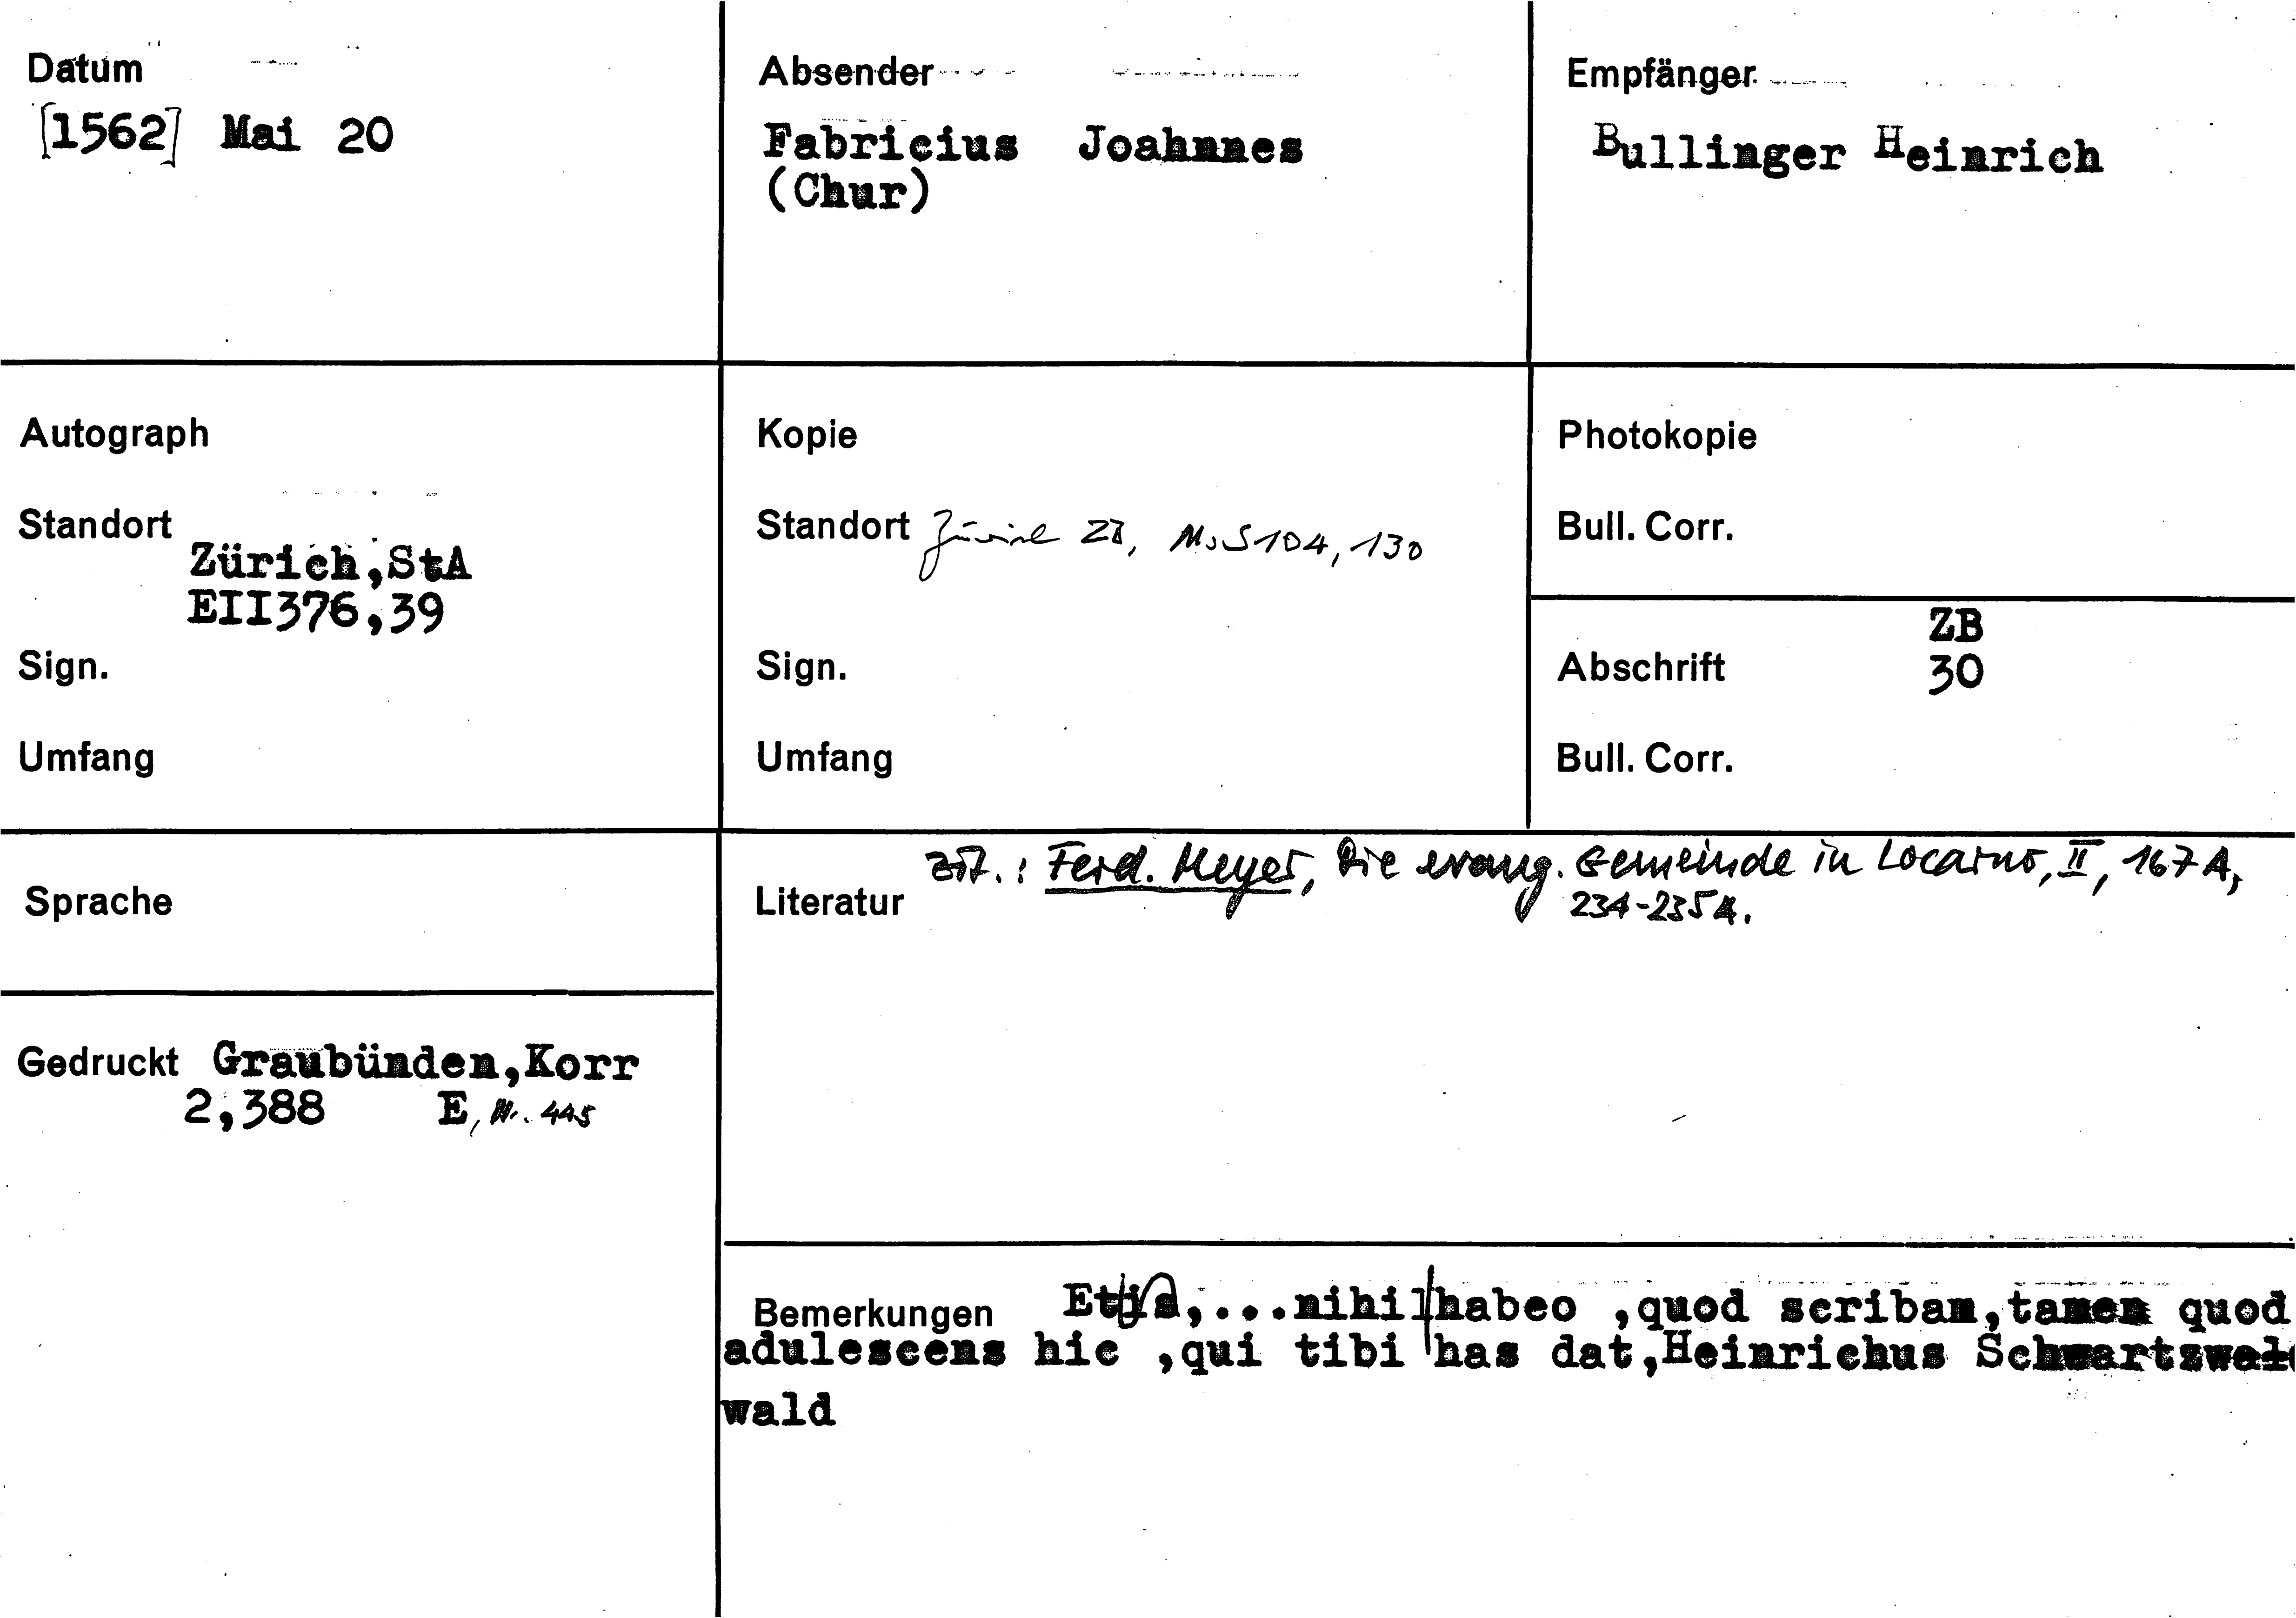 Datum
[1562] Mai 20
Absender
Fabricius Joahnnes
(Chur)
Empfänger
Bullinger Heinrich
Autograph
Standort
Zürich,StA
EII376,39
Sign.
Umfang
Kopie
Standort Zürich ZB, Ms S 104, 130
Sign.
Umfang
Photokopie
Bull. Corr.
ZB
Abschrift 30
Bull. Corr.
Sprache
Gedruckt Graubünden,Korr
2,388 E, Nr. 445
zit.: Ferd. Meyer, Die evang. Gemeinde in Locarno, II, 167 A,
Literatur 234-235 A.
Bemerkungen ,...nihil habeo ,quod scribam,tamen quod
adulescens hic ,qui tibi has dat,Heinrichus Schwartzwal
wald